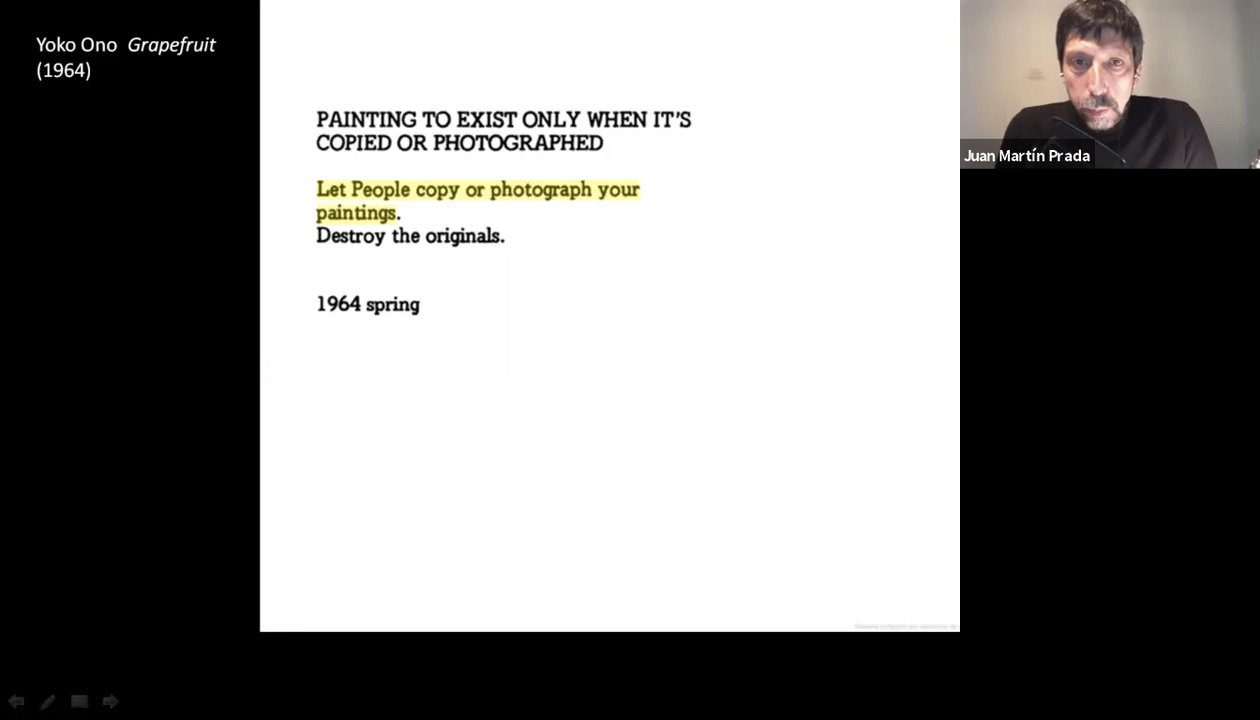 Yoko Ono Grapefruit
(1964)
PAINTING TO EXIST ONLY WHEN IT'S
COPIED OR PHOTOGRAPHED
Let People copy or photograph your
paintings.
Destroy the originals.
1964 spring
Juan Martín Prada